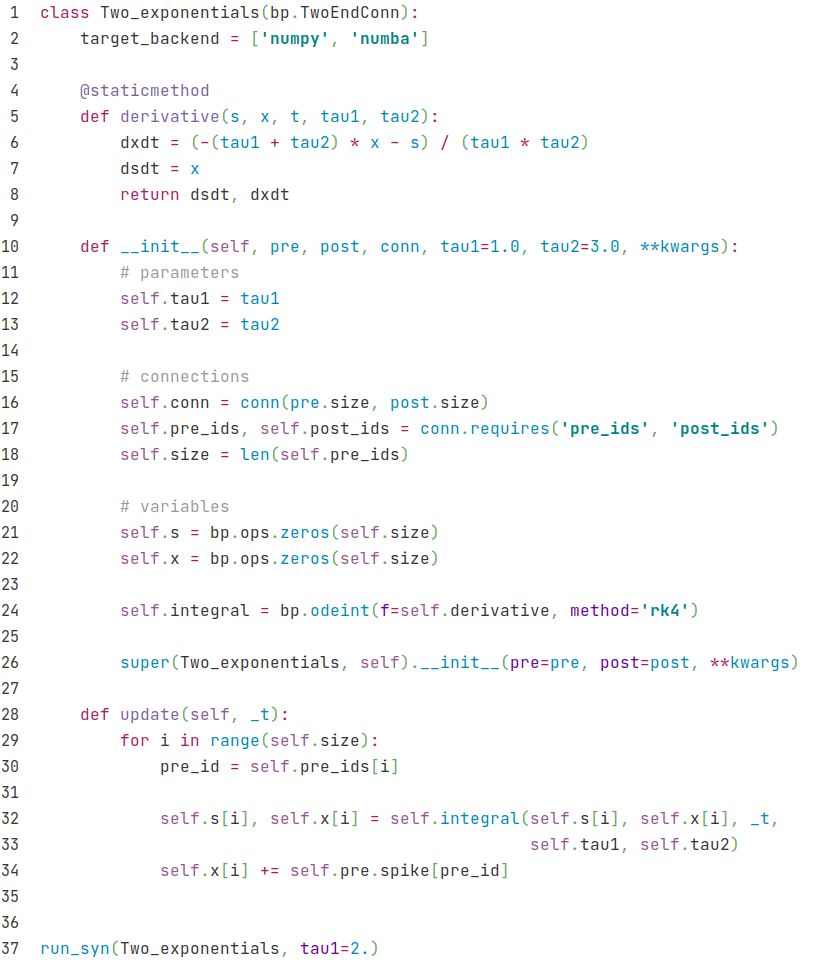 1 class Two_exponentials(bp.TwoEndConn):
2     target_backend = ['numpy', 'numba']
3
4     @staticmethod
5     def derivative(s, x, t, tau1, tau2):
6         dxdt = (-(tau1 + tau2) * x - s) / (tau1 * tau2)
7         dsdt = x
8         return dsdt, dxdt
9
10     def __init__(self, pre, post, conn, tau1=1.0, tau2=3.0, **kwargs):
11         # parameters
12         self.tau1 = tau1
13         self.tau2 = tau2
14
15         # connections
16         self.conn = conn(pre.size, post.size)
17         self.pre_ids, self.post_ids = conn.requires('pre_ids', 'post_ids')
18         self.size = len(self.pre_ids)
19
20         # variables
21         self.s = bp.ops.zeros(self.size)
22         self.x = bp.ops.zeros(self.size)
23
24         self.integral = bp.odeint(f=self.derivative, method='rk4')
25
26         super(Two_exponentials, self).__init__(pre=pre, post=post, **kwargs)
27
28     def update(self, _t):
29         for i in range(self.size):
30             pre_id = self.pre_ids[i]
31
32             self.s[i], self.x[i] = self.integral(self.s[i], self.x[i], _t,
33                                                  self.tau1, self.tau2)
34             self.x[i] += self.pre.spike[pre_id]
35
36
37 run_syn(Two_exponentials, tau1=2.)